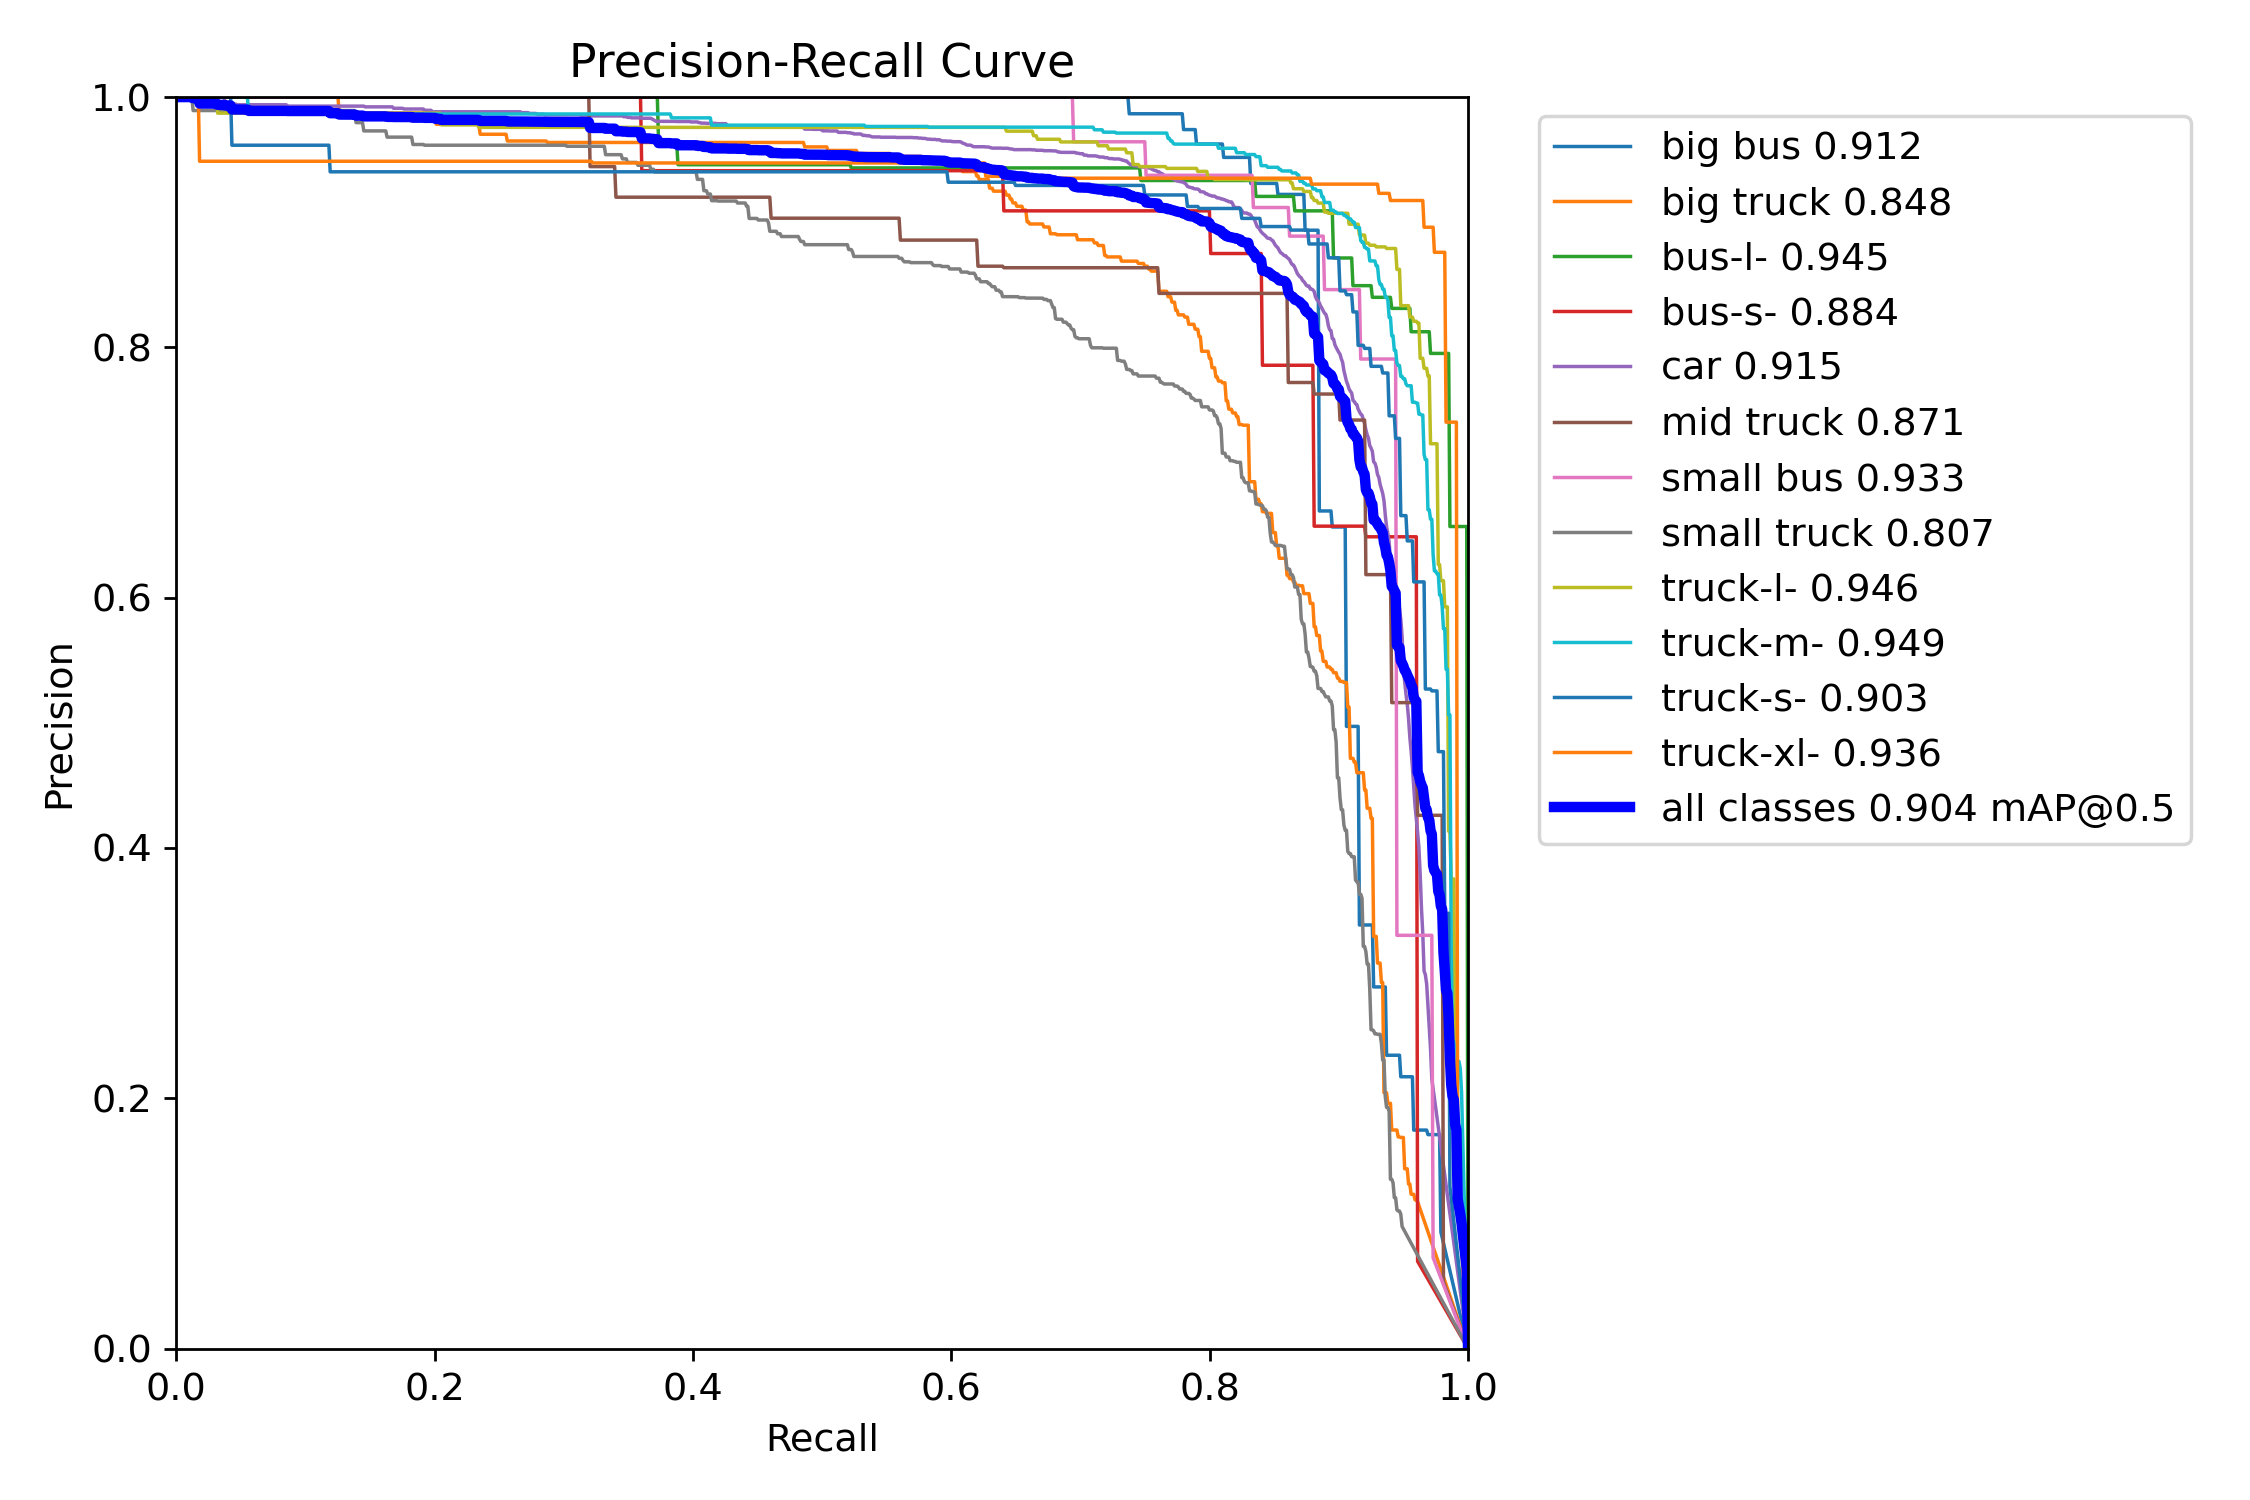 Precision-Recall Curve
1.0
0.8
0.6
0.4
0.2
0.0
Precision
0.0 0.2 0.4 0.6 0.8 1.0
Recall
big bus 0.912
big truck 0.848
bus-l- 0.945
bus-s- 0.884
car 0.915
mid truck 0.871
small bus 0.933
small truck 0.807
truck-l- 0.946
truck-m- 0.949
truck-s- 0.903
truck-xl- 0.936
all classes 0.904 mAP@0.5